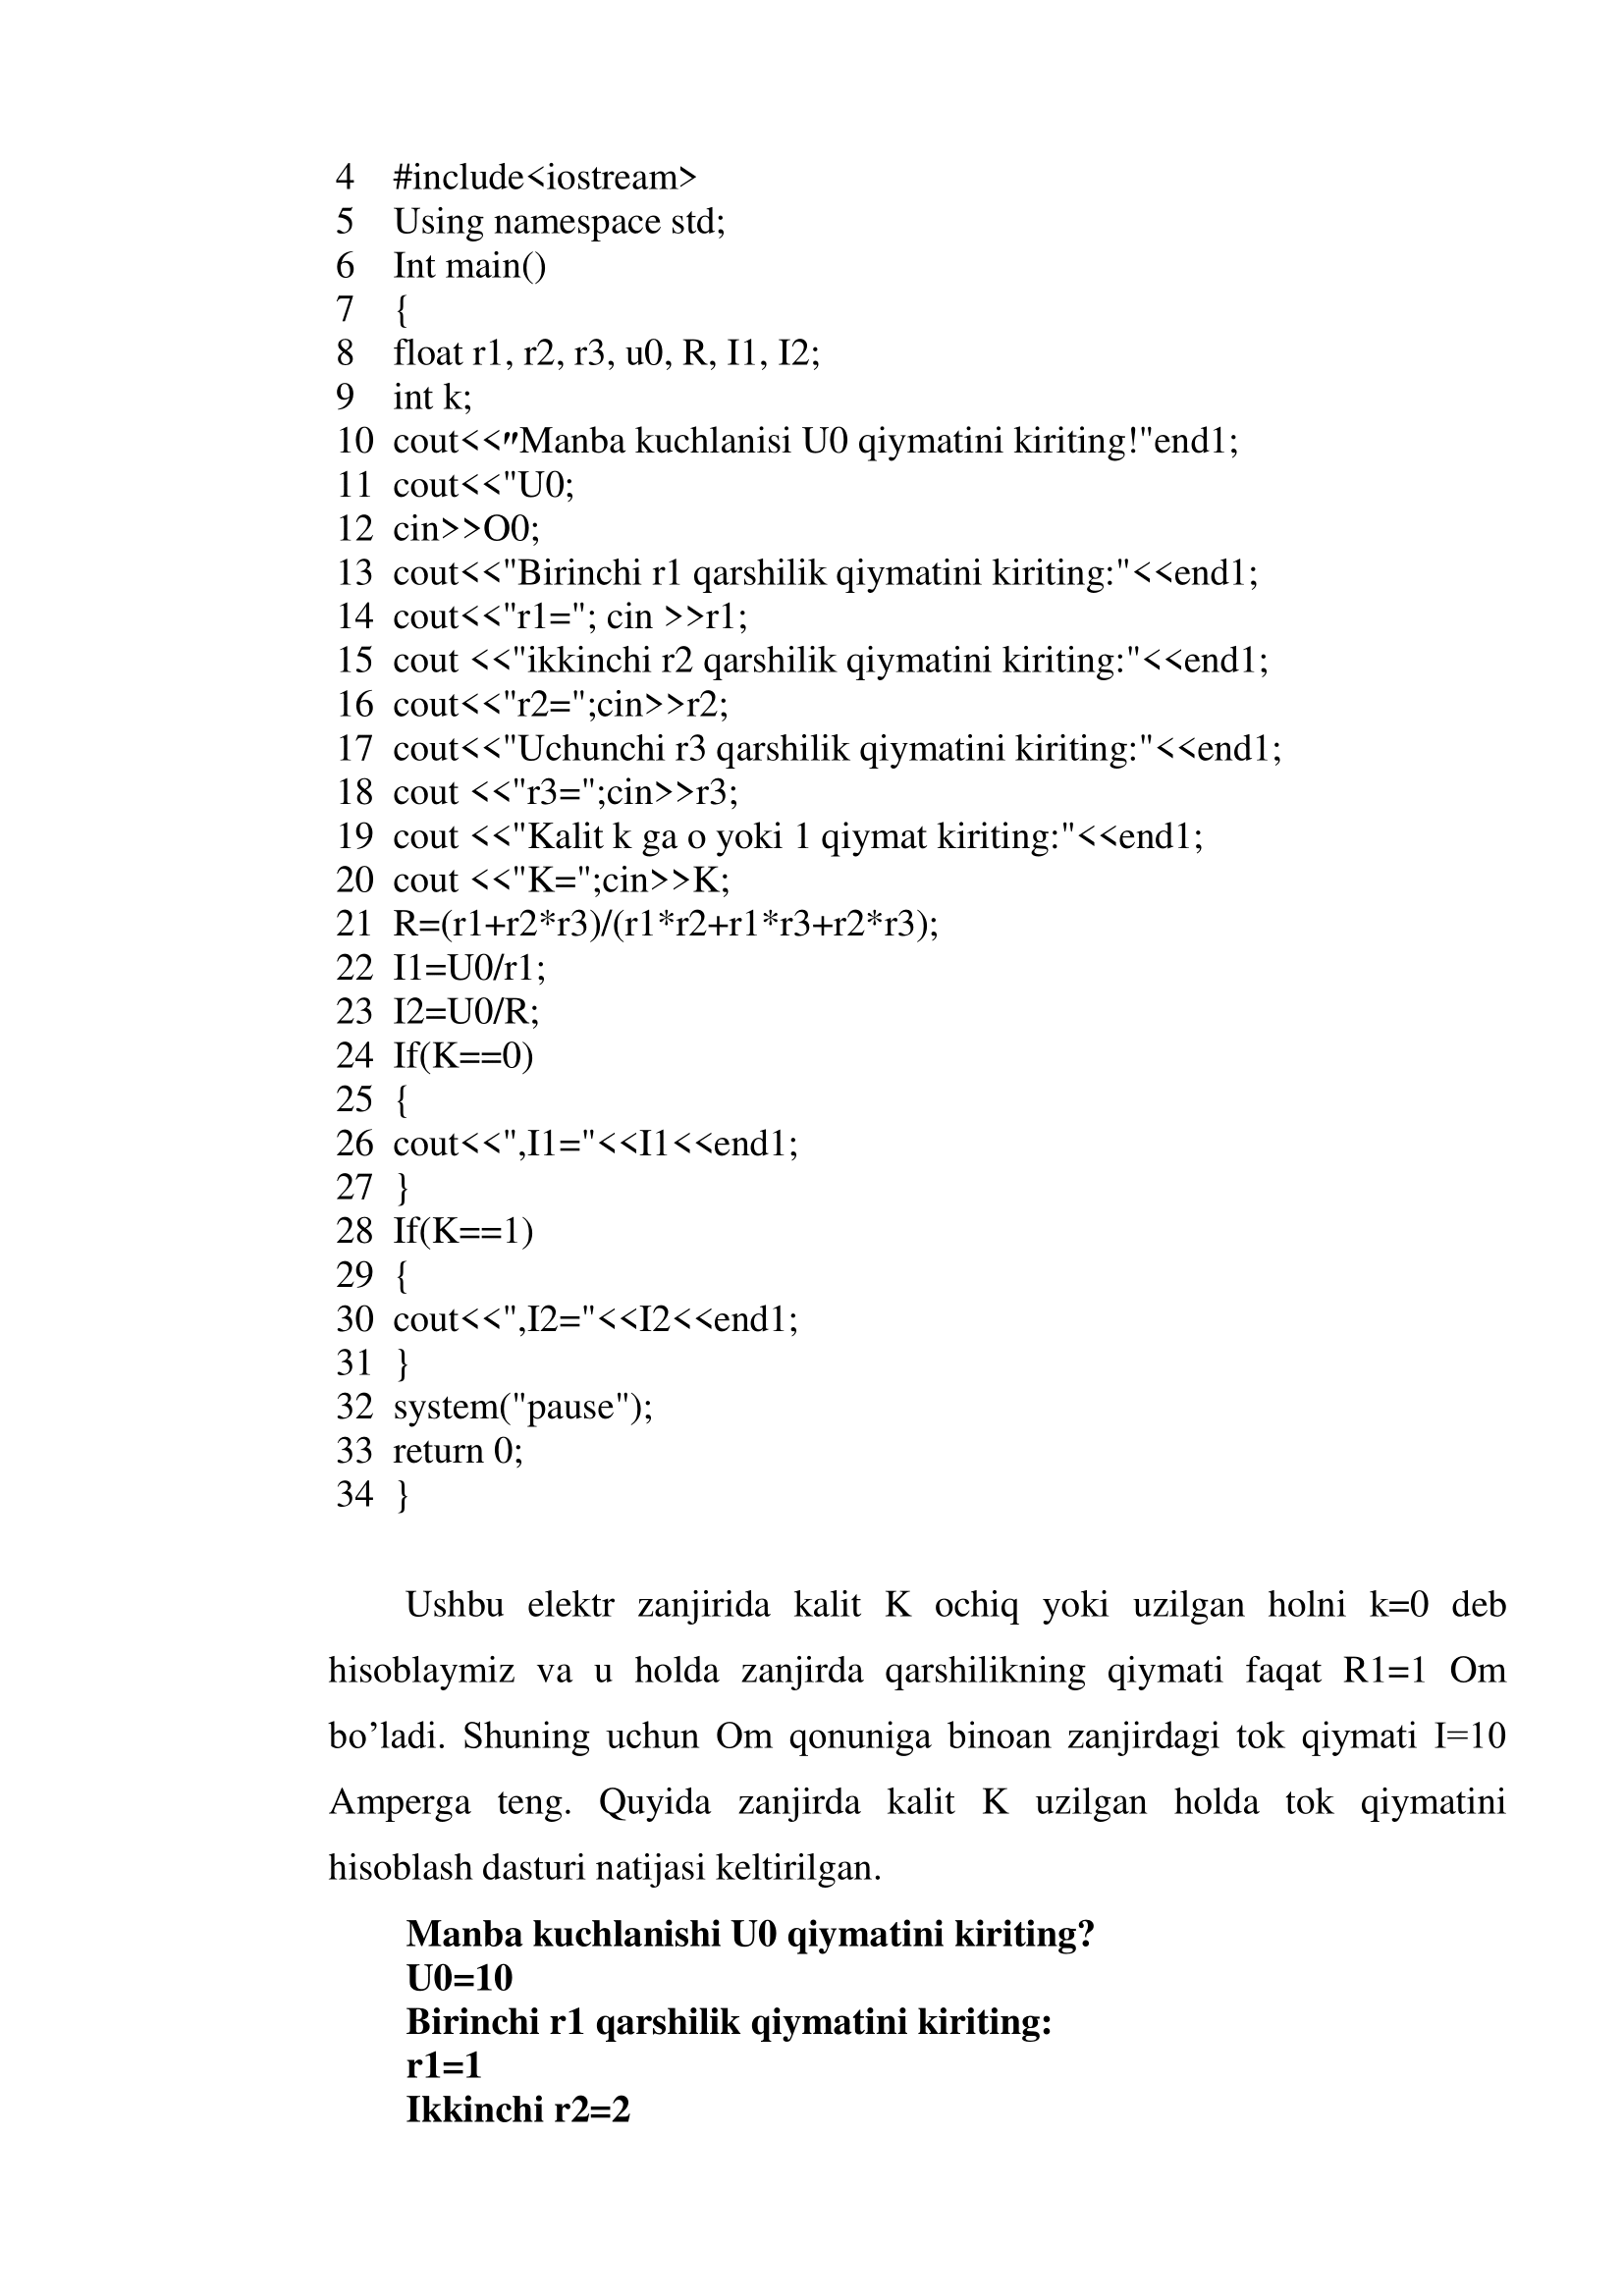 4 #include<iostream>
5 Using namespace std;
6 Int main()
7 {
8 float r1, r2, r3, u0, R, I1, I2;
9 int k;
10 cout<<"Manba kuchlanisi U0 qiymatini kiriting!"end1;
11 cout<<"U0;
12 cin>>O0;
13 cout<<"Birinchi r1 qarshilik qiymatini kiriting:"<<end1;
14 cout<<"r1="; cin >>r1;
15 cout <<"ikkinchi r2 qarshilik qiymatini kiriting:"<<end1;
16 cout<<"r2=";cin>>r2;
17 cout<<"Uchunchi r3 qarshilik qiymatini kiriting:"<<end1;
18 cout <<"r3=";cin>>r3;
19 cout <<"Kalit k ga o yoki 1 qiymat kiriting:"<<end1;
20 cout <<"K=";cin>>K;
21 R=(r1+r2*r3)/(r1*r2+r1*r3+r2*r3);
22 I1=U0/r1;
23 I2=U0/R;
24 If(K==0)
25 {
26 cout<<",I1="<<I1<<end1;
27 }
28 If(K==1)
29 {
30 cout<<",I2="<<I2<<end1;
31 }
32 system("pause");
33 return 0;
34 }
Ushbu elektr zanjirida kalit K ochiq yoki uzilgan holni k=0 deb
hisoblaymiz va u holda zanjirda qarshilikning qiymati faqat R1=1 Om
bo’ladi. Shuning uchun Om qonuniga binoan zanjirdagi tok qiymati I=10
Amperga teng. Quyida zanjirda kalit K uzilgan holda tok qiymatini
hisoblash dasturi natijasi keltirilgan.
Manba kuchlanishi U0 qiymatini kiriting?
U0=10
Birinchi r1 qarshilik qiymatini kiriting:
r1=1
Ikkinchi r2=2